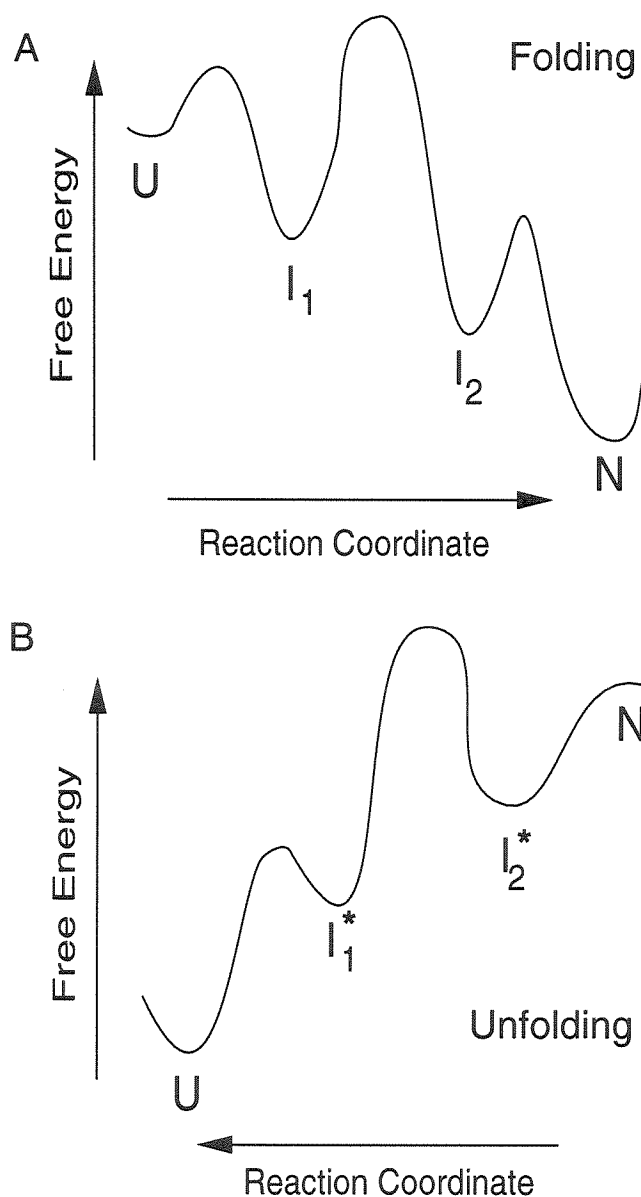 A
Folding
Free Energy
U
I1
I2
N
Reaction Coordinate
B
Free Energy
N
I2*
I1*
Unfolding
U
Reaction Coordinate